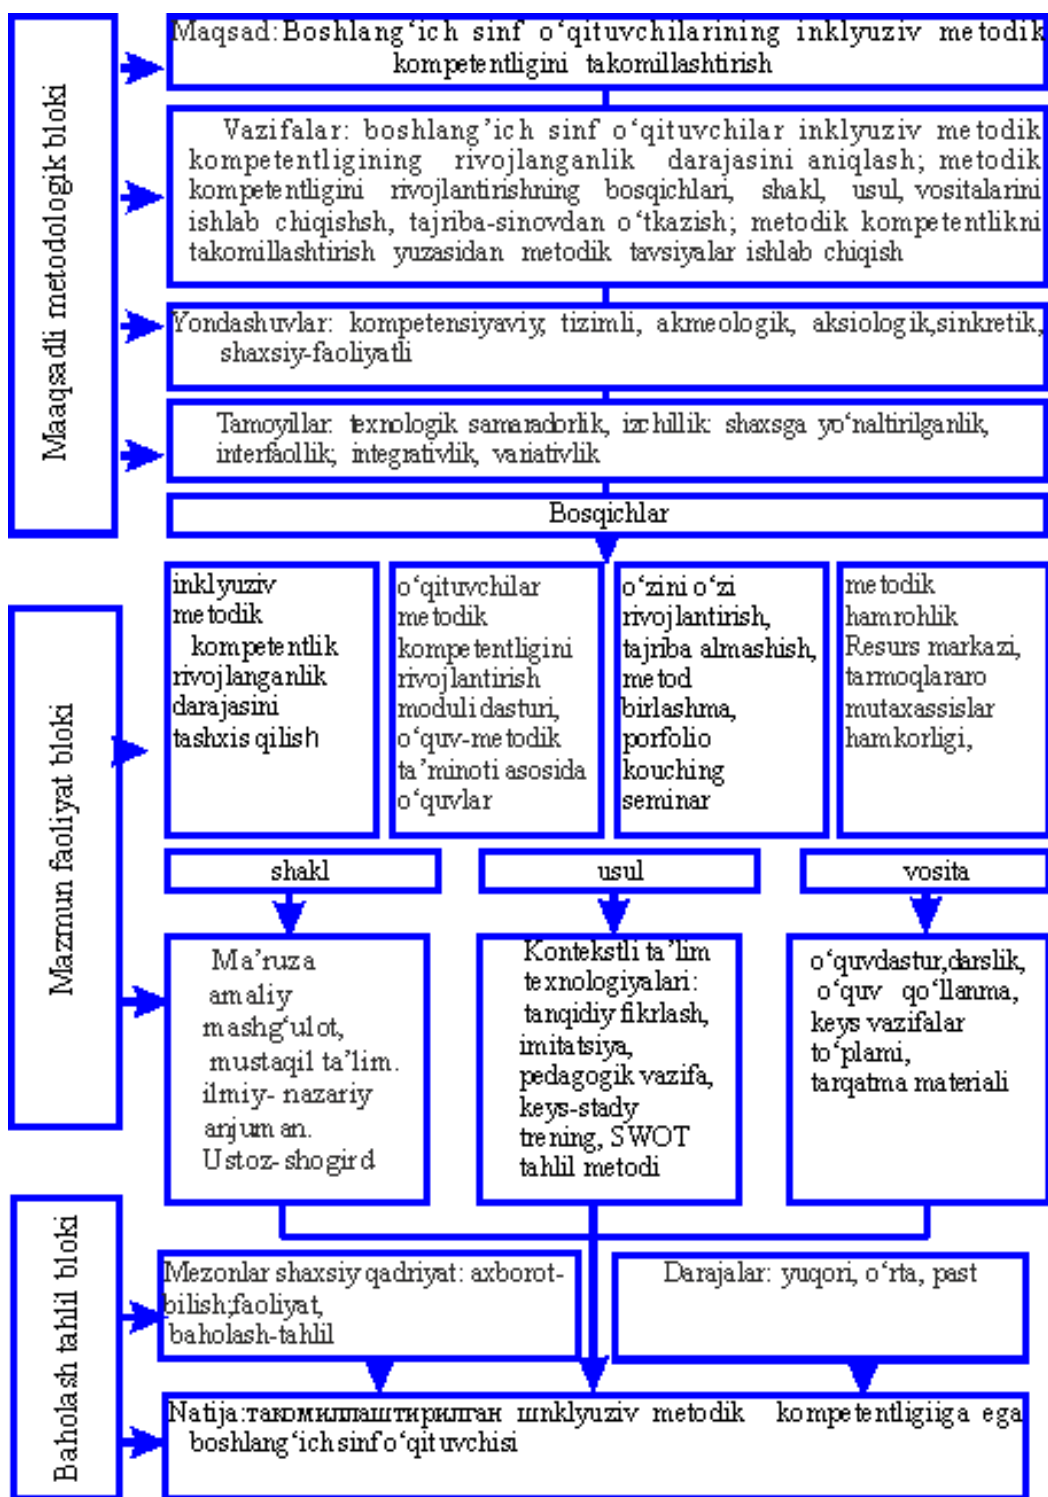 Maaqsadli metodologik bloki
Maqsad: Boshlang‘ich sinf o‘qituvchilarining inklyuziv metodik
kompetentligini takomillashtirish
Vazifalar: boshlang’ich sinf o‘qituvchilar inklyuziv metodik
kompetentligining rivojlanganlik darajasini aniqlash; metodik
kompetentligini rivojlantirishning bosqichlari, shakl, usul, vositalarini
ishlab chiqishsh, tajriba-sinovdan o‘tkazish; metodik kompetentlikni
takomillashtirish yuzasidan metodik tavsiyalar ishlab chiqish
Yondashuvlar: kompetensiyaviy, tizimli, akmeologik, aksiologik,sinkretik,
shaxsiy-faoliyatli
Tamoyillar: texnologik samaradorlik, izchillik: shaxsga yo‘naltirilganlik,
interfaollik; integrativlik, variativlik
Bosqichlar
Mazmun faoliyat bloki
inklyuziv
metodik
kompetentlik
rivojlanganlik
darajasini
tashxis qilish
o‘qituvchilar
metodik
kompetentligini
rivojlantirish
moduli dasturi,
o‘quv-metodik
ta’minoti asosida
o‘quvlar
o‘zini o‘zi
rivojlantirish,
tajriba almashish,
metod
birlashma,
porfolio
kouching
seminar
metodik
hamrohlik
Resurs markazi,
tarmoqlararo
mutaxassislar
hamkorligi,
shakl
usul
vosita
Ma’ruza
amaliy
mashg‘ulot,
mustaqil ta’lim.
ilmiy- nazariy
anjuman.
Ustoz-shogird
Kontekstli ta’lim
texnologiyalari:
tanqidiy fikrlash,
imitatsiya,
pedagogik vazifa,
keys-stady
trening, SWOT
tahlil metodi
o‘quvdastur,darslik,
o‘quv qo‘llanma,
keys vazifalar
to‘plami,
tarqatma materiali
Baholash tahlil bloki
Mezonlar shaxsiy qadriyat: axborot-
bilish;faoliyat,
baholash-tahlil
Darajalar: yuqori, o‘rta, past
Natija:такомиллаштирилган шnklyuziv metodik kompetentligiiga ega
boshlang‘ich sinf o‘qituvchisi